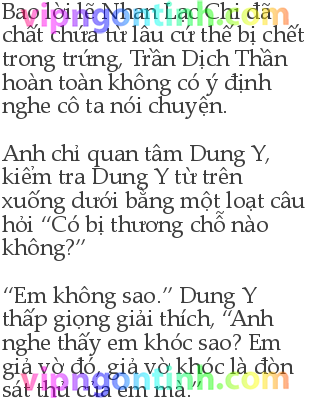 vipngontinh.com
Bao lời lẽ Nhan Lạc Chi đã
chất chứa từ lâu cứ thế bị chết
trong trứng, Trần Dịch Thần
hoàn toàn không có ý định
nghe cô ta nói chuyện.
Anh chỉ quan tâm Dung Y,
kiểm tra Dung Y từ trên
xuống dưới bằng một loạt câu
hỏi “Có bị thương chỗ nào
không?”
“Em không sao.” Dung Y
thấp giọng giải thích, “Anh
nghe thấy em khóc sao? Em
giả vờ đó, giả vờ khóc là đòn
sát thủ của em mà.”
vipngontinh.com